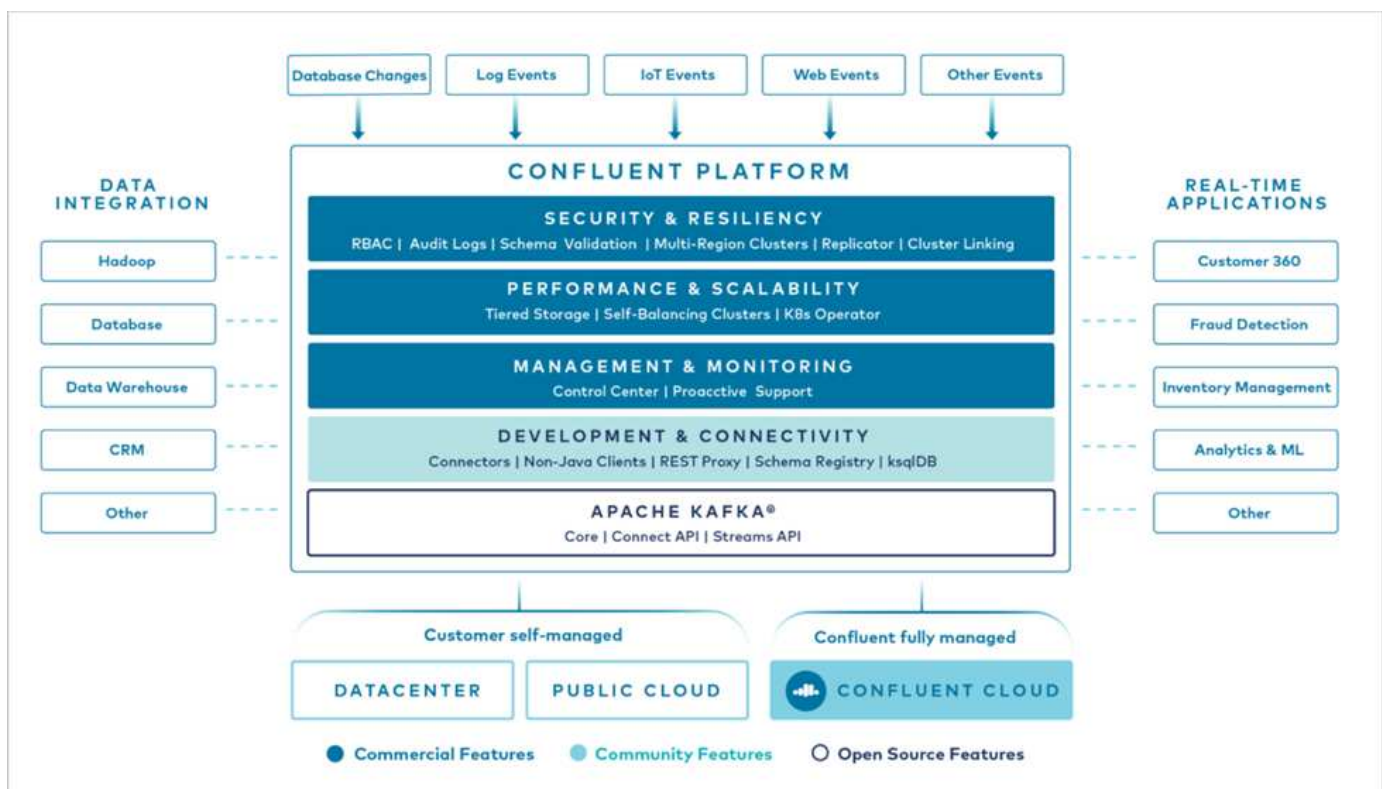 Database Changes
Log Events
IoT Events
Web Events
Other Events
DATA
INTEGRATION
Hadoop
Database
Data Warehouse
CRM
Other
CONFLUENT PLATFORM
SECURITY & RESILIENCY
RBAC | Audit Logs | Schema Validation | Multi-Region Clusters | Replicator | Cluster Linking
PERFORMANCE & SCALABILITY
Tiered Storage | Self-Balancing Clusters | K8s Operator
MANAGEMENT & MONITORING
Control Center | Proacctive Support
DEVELOPMENT & CONNECTIVITY
Connectors | Non-Java Clients | REST Proxy | Schema Registry | ksqlDB
APACHE KAFKA®
Core | Connect API | Streams API
REAL-TIME
APPLICATIONS
Customer 360
Fraud Detection
Inventory Management
Analytics & ML
Other
Customer self-managed
Confluent fully managed
DATACENTER
PUBLIC CLOUD
CONFLUENT CLOUD
Commercial Features
Community Features
Open Source Features